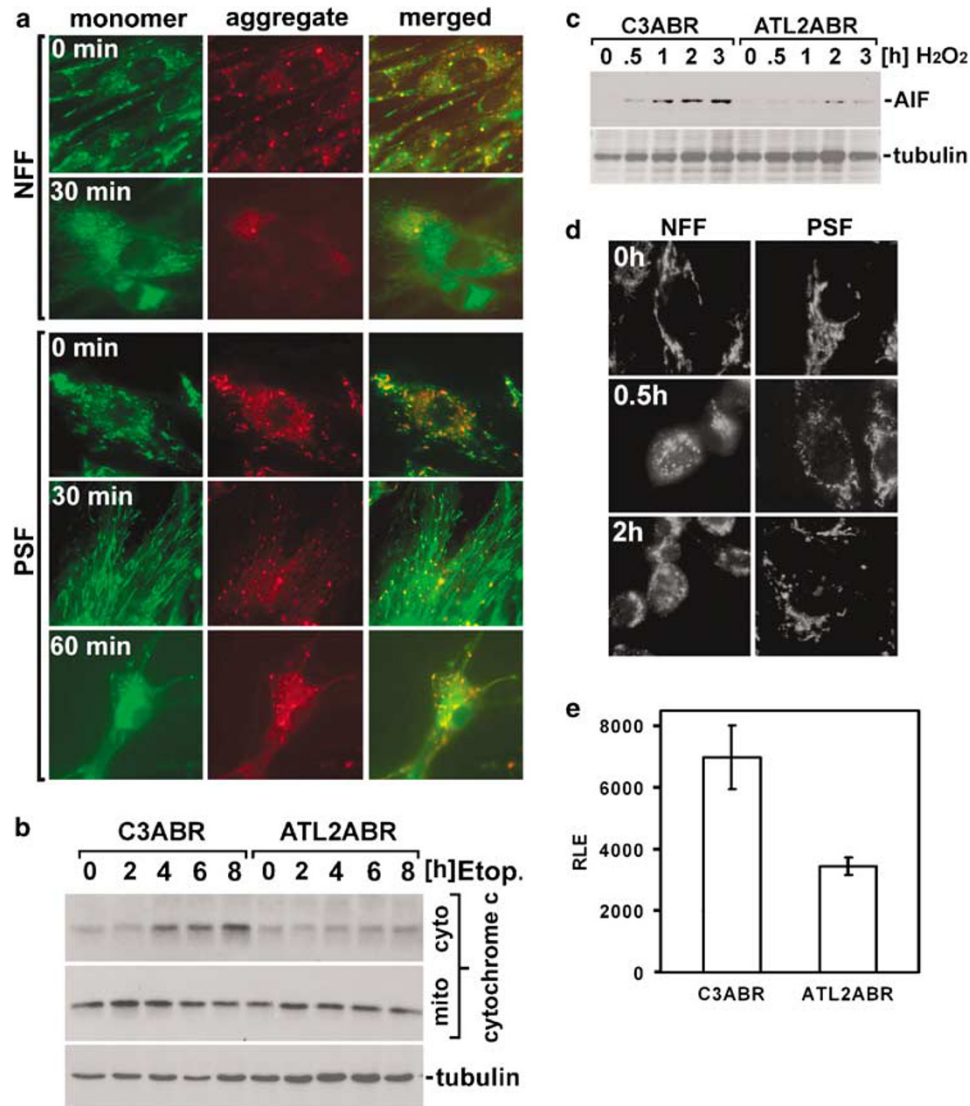 a
monomer aggregate merged
NFF
0 min
30 min
PSF
0 min
30 min
60 min
b
C3ABR ATL2ABR
0 2 4 6 8 0 2 4 6 8 [h]Etop.
cyto
mito
cytochrome c
-tubulin
c
C3ABR ATL2ABR
0 .5 1 2 3 0 .5 1 2 3 [h] H2O2
-AIF
-tubulin
d
NFF PSF
0h
0.5h
2h
e
8000
6000
4000
2000
0
RLE
C3ABR ATL2ABR